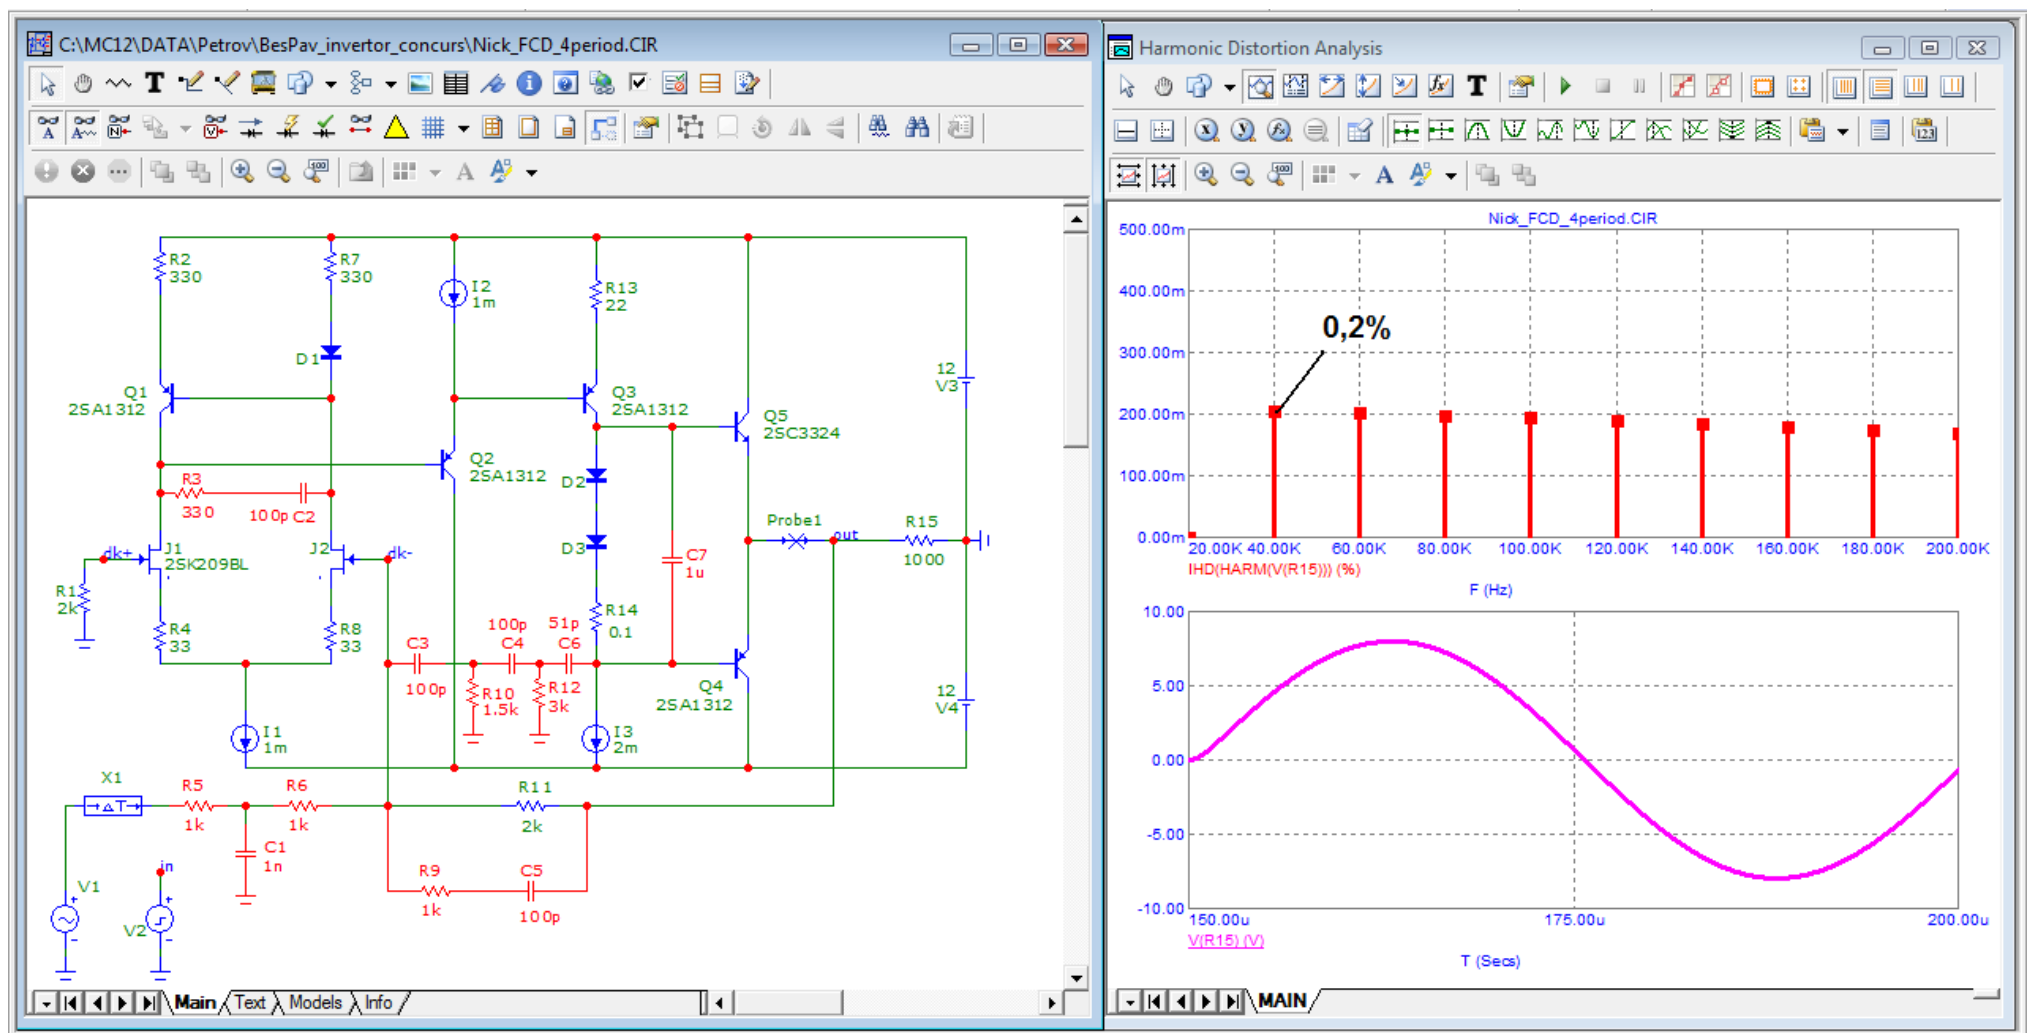 C:\MC12\DATA\Petrov\BesPav_invertor_concurs\Nick_FCD_4period.CIR
R2
330
R7
330
I2
1m
R13
22
D1
Q1
2SA1312
Q3
2SA1312
12
V3
Q5
2SC3324
Q2
2SA1312
D2
R3
330
100p C2
Probe1
out
R15
1000
dk+
J1
2SK209BL
J2
dk-
D3
C7
1u
R1
2k
R4
33
R8
33
R14
0.1
C3
100p
100p
C4
51p
C6
R10
1.5k
R12
3k
Q4
2SA1312
12
V4
I1
1m
I3
2m
X1
ΔT
R5
1k
R6
1k
R11
2k
C1
1n
in
V1
V2
R9
1k
C5
100p
Main
Text
Models
Info
Harmonic Distortion Analysis
Nick_FCD_4period.CIR
500.00m
400.00m
300.00m
200.00m
100.00m
0.00m
0,2%
20.00K 40.00K 60.00K 80.00K 100.00K 120.00K 140.00K 160.00K 180.00K 200.00K
IHD(HARM(V(R15))) (%)
F (Hz)
10.00
5.00
0.00
-5.00
-10.00
150.00u 175.00u 200.00u
V(R15) (V)
T (Secs)
MAIN